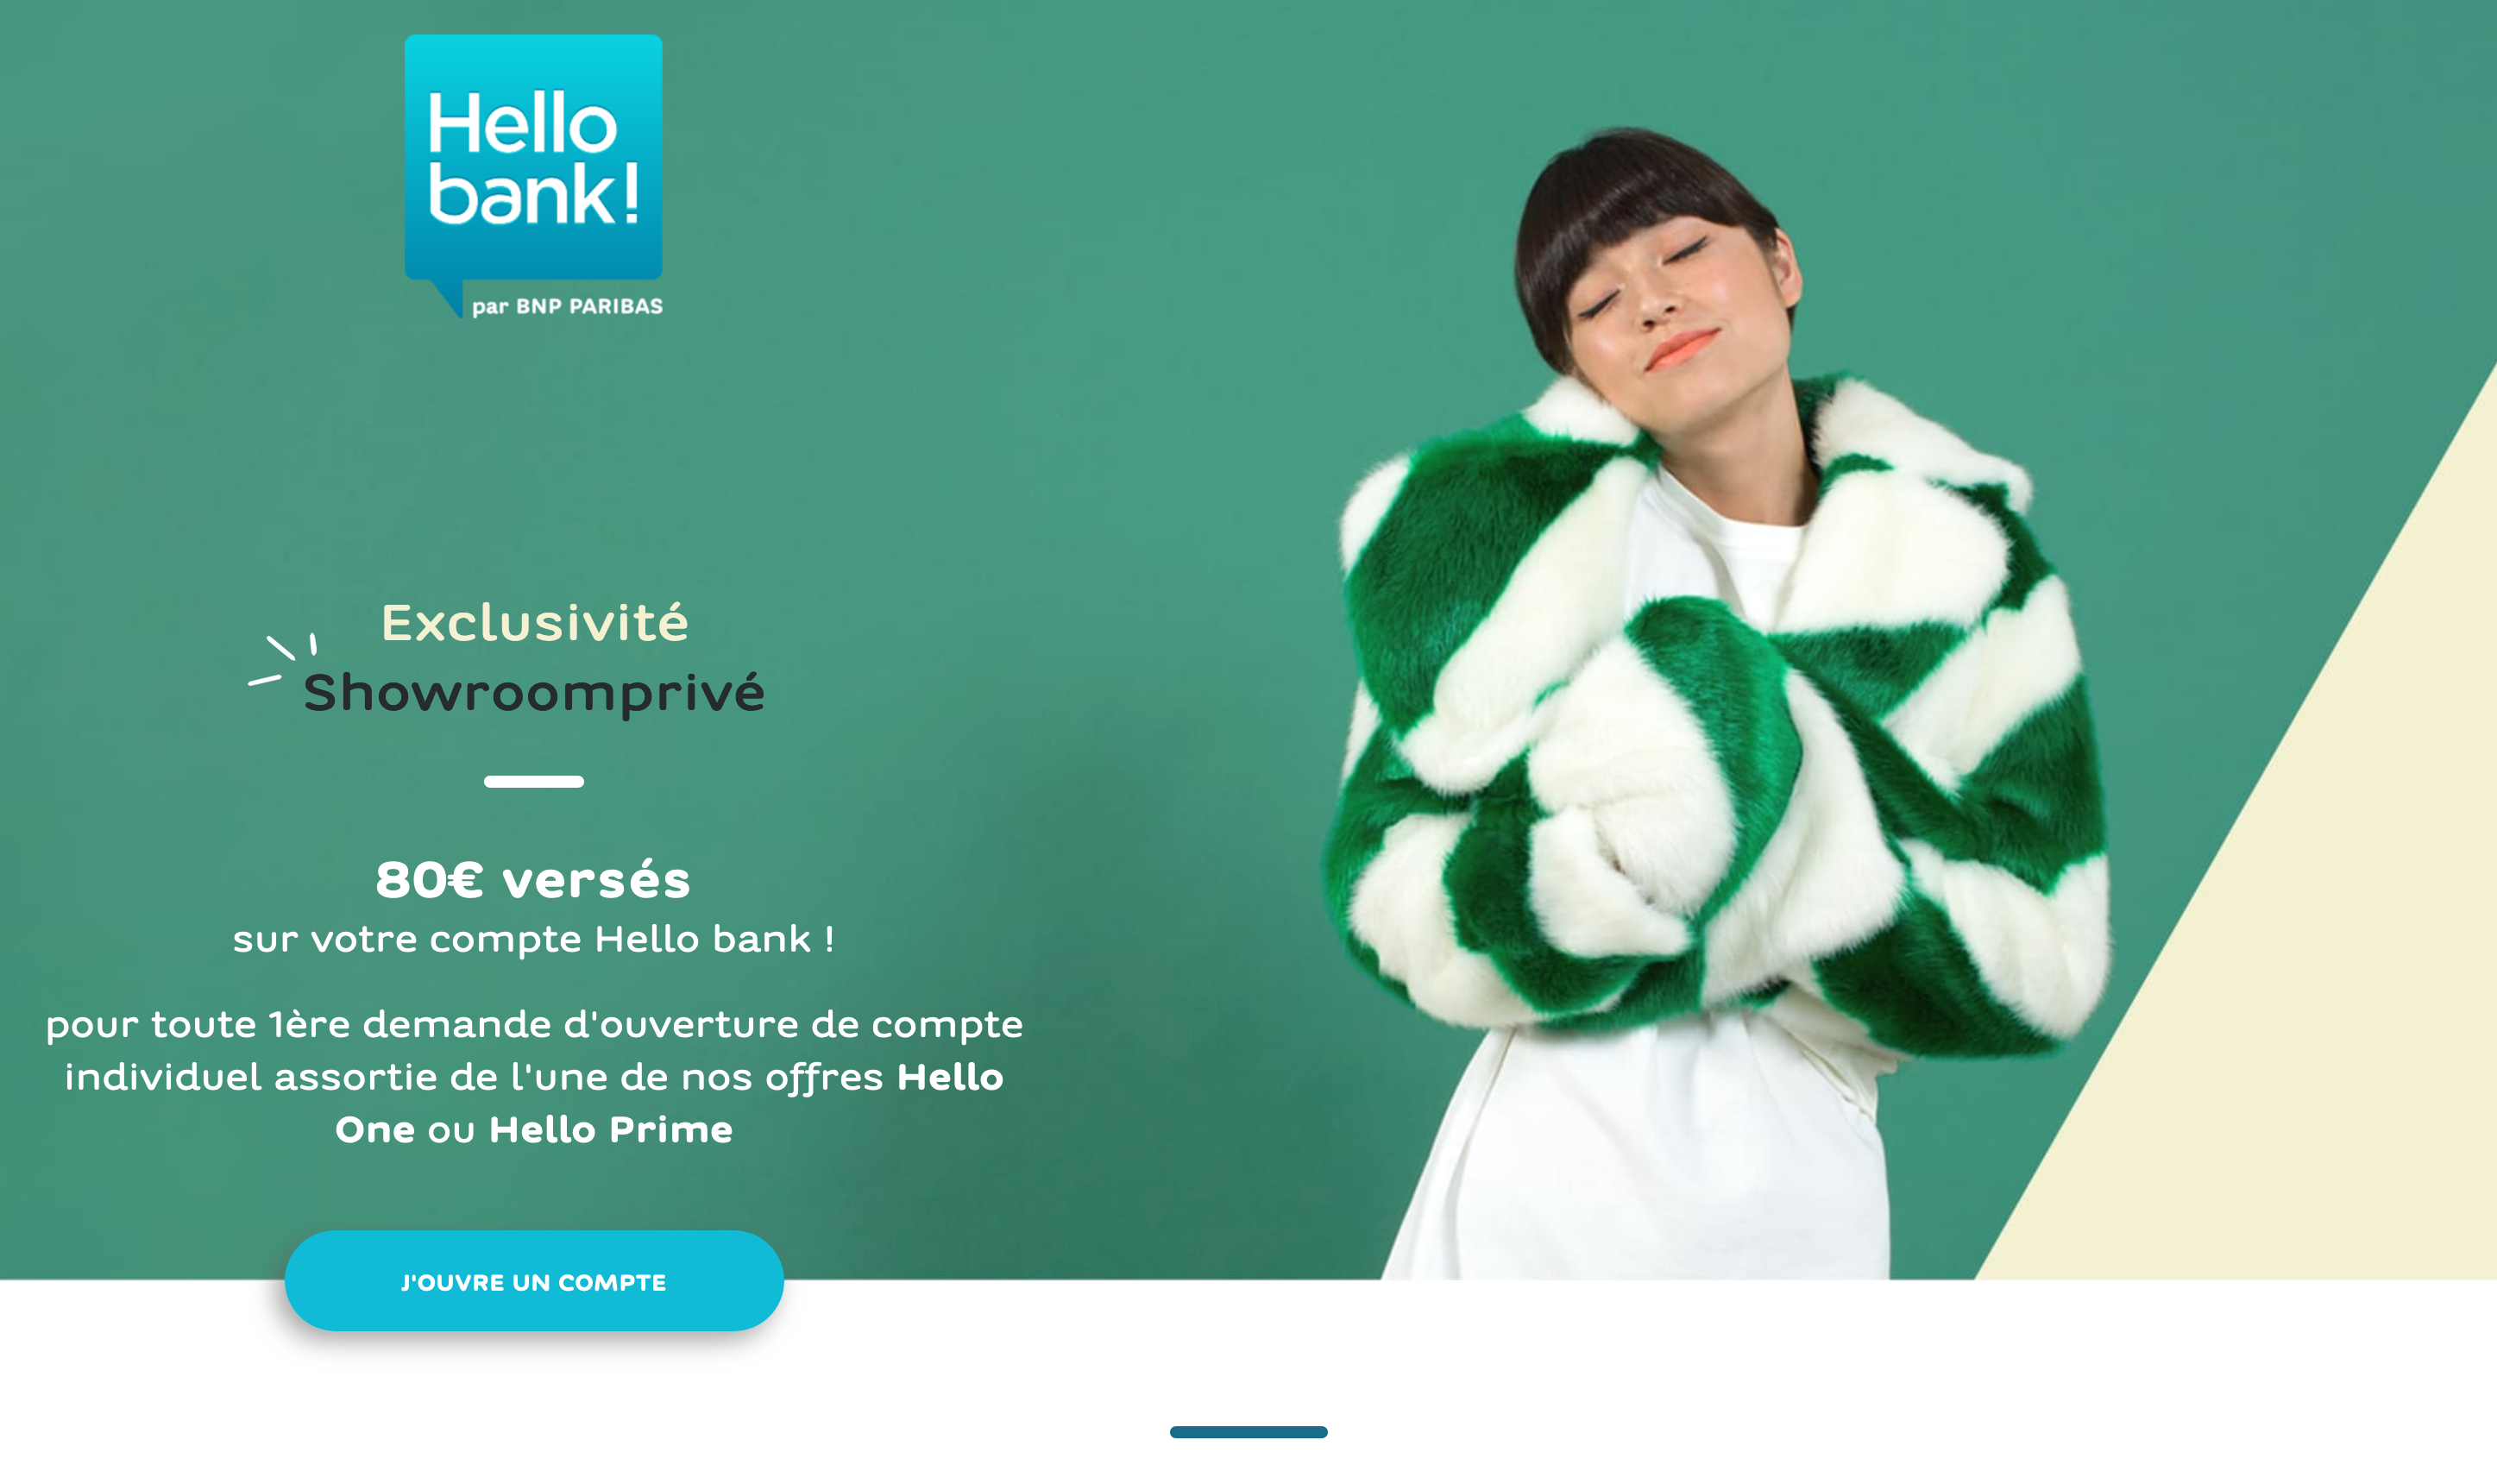 Hello
bank!
par BNP PARIBAS
Exclusivité
Showroomprivé
80€ versés
sur votre compte Hello bank !
pour toute 1ère demande d'ouverture de compte
individuel assortie de l'une de nos offres Hello
One ou Hello Prime
J'OUVRE UN COMPTE